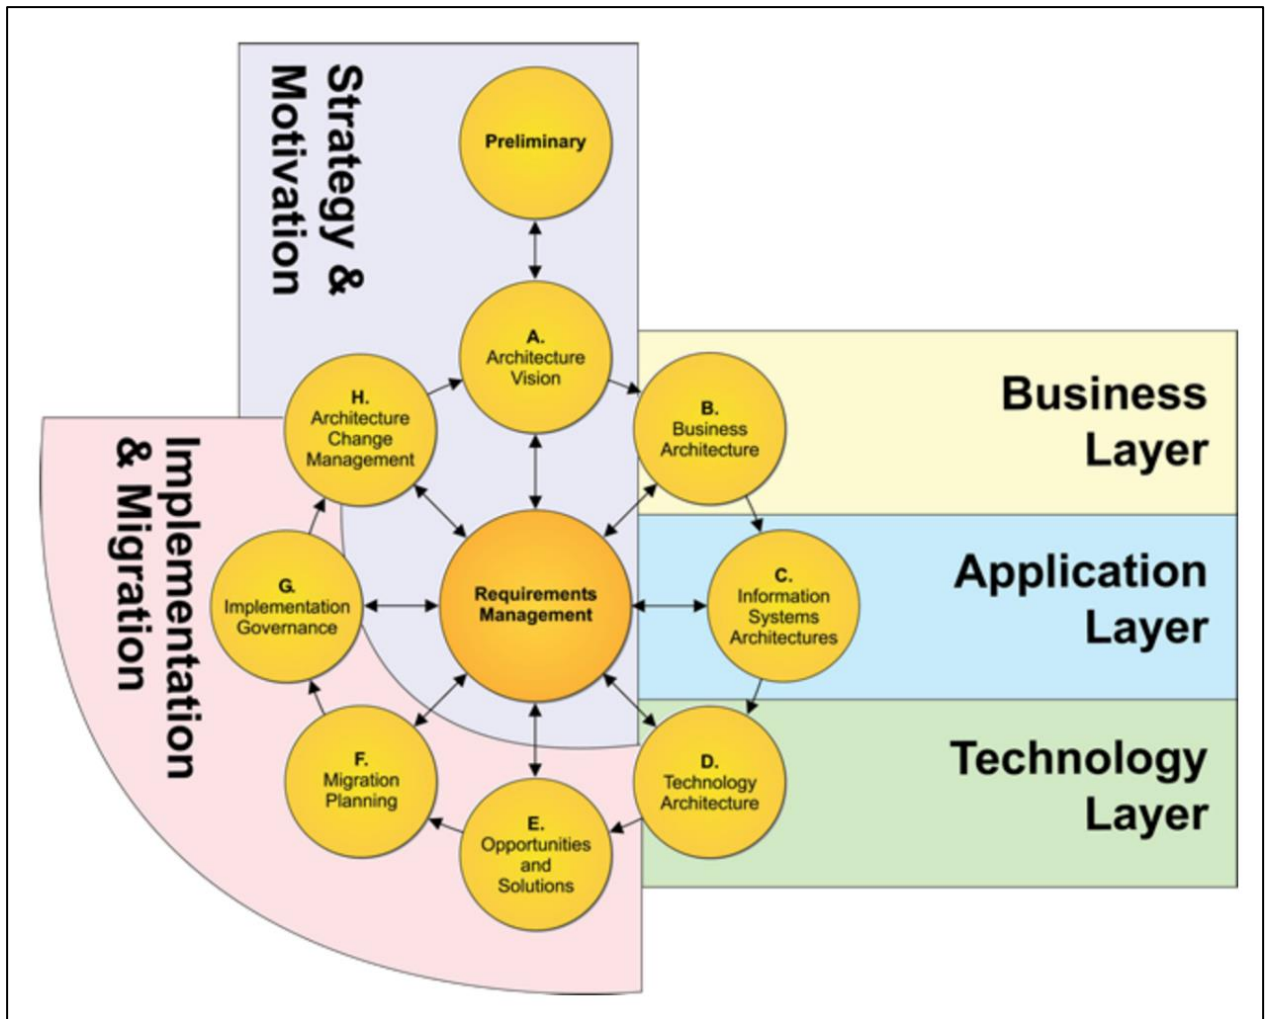 Strategy &
Motivation
Preliminary
A.
Architecture
Vision
H.
Architecture
Change
Management
B.
Business
Architecture
Business
Layer
Implementation
& Migration
G.
Implementation
Governance
Requirements
Management
C.
Information
Systems
Architectures
Application
Layer
F.
Migration
Planning
E.
Opportunities
and
Solutions
D.
Technology
Architecture
Technology
Layer